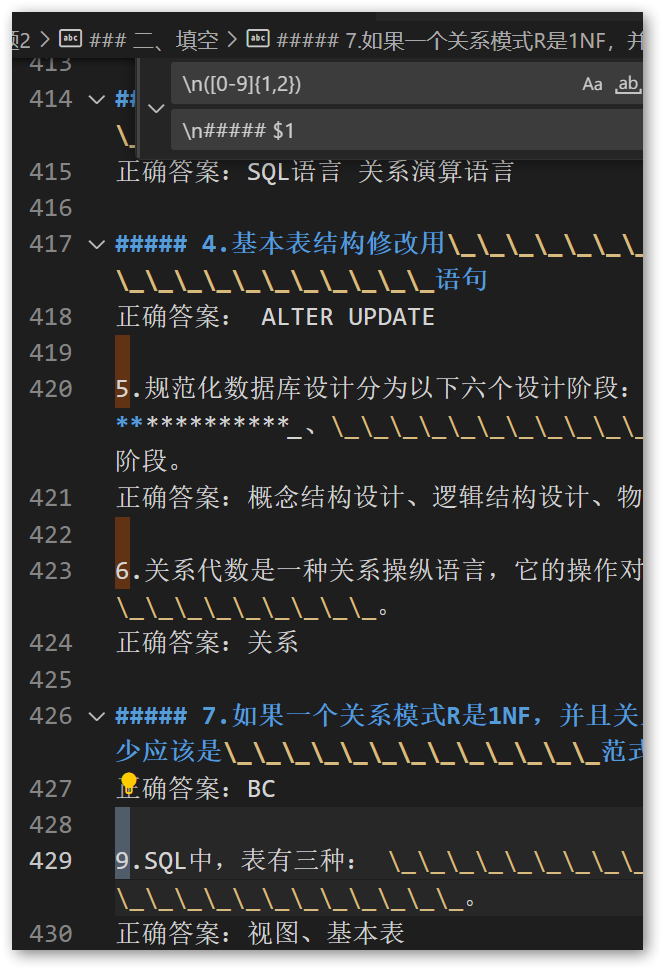 题2 > ### 二、填空 > ##### 7.如果一个关系模式R是1NF，并
413
\n([0-9]{1,2}) Aa ab
414 ##
\n##### $1
\_
415 正确答案：SQL语言 关系演算语言
416
417 ##### 4.基本表结构修改用\_\_\_\_\_\_\_
\_\_\_\_\_\_\_\_\_\_\_语句
418 正确答案： ALTER UPDATE
419
420 5.规范化数据库设计分为以下六个设计阶段：
************_、\_\_\_\_\_\_\_\_\_\_\_
阶段。
421 正确答案：概念结构设计、逻辑结构设计、物
422
423 6.关系代数是一种关系操纵语言，它的操作对
\_\_\_\_\_\_\_\_\_。
424 正确答案：关系
425
426 ##### 7.如果一个关系模式R是1NF，并且关
少应该是\_\_\_\_\_\_\_\_\_\_\_\_\_范式
427 正确答案：BC
428
429 9.SQL中，表有三种： \_\_\_\_\_\_\_\_\_
\_\_\_\_\_\_\_\_\_\_\_\_。
430 正确答案：视图、基本表